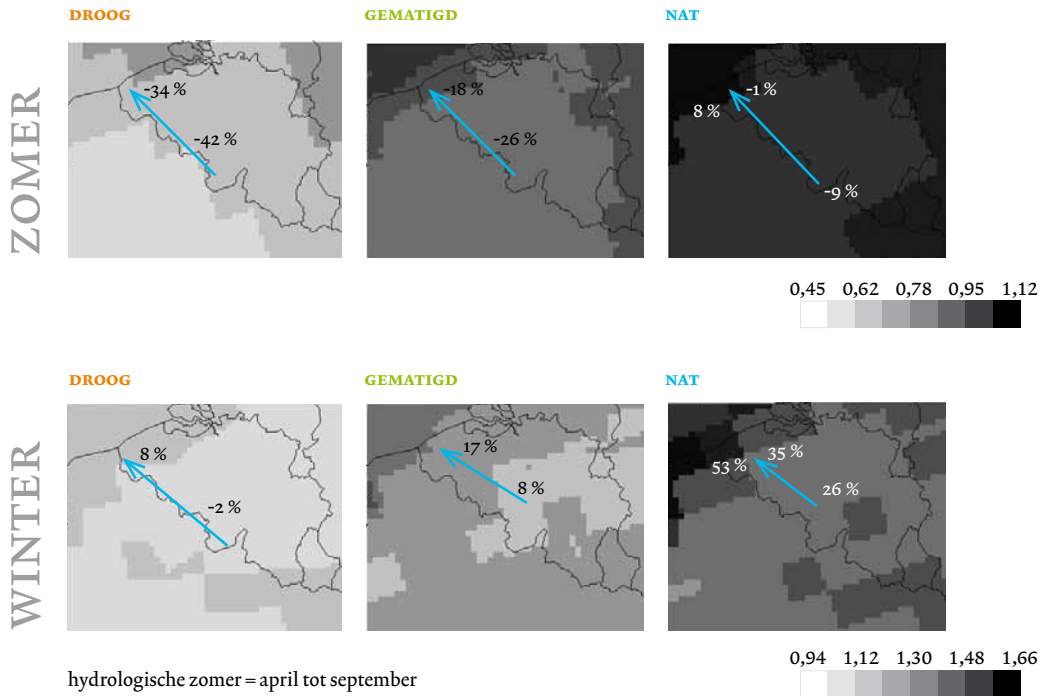 DROOG GEMATIGD NAT
ZOMER
-34 % -18 % -1 %
8 %
-42 % -26 %
-9 %
0,45 0,62 0,78 0,95 1,12
DROOG GEMATIGD NAT
WINTER
8 % 17 % 35 %
53 %
-2 % 8 % 26 %
hydrologische zomer = april tot september
0,94 1,12 1,30 1,48 1,66